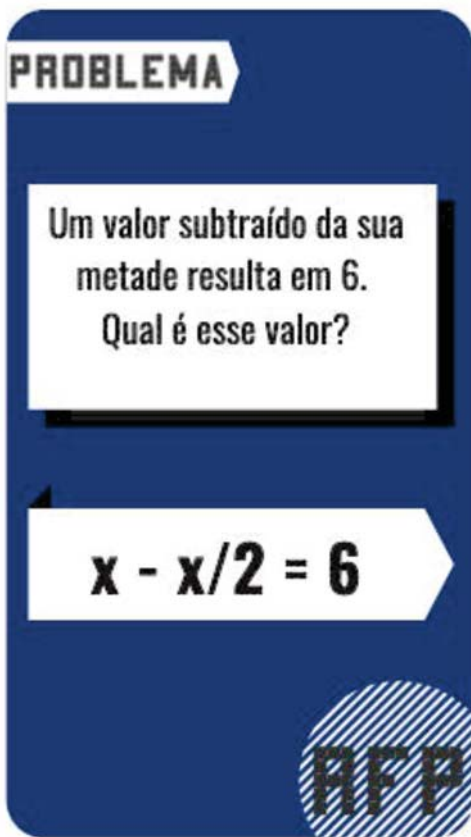 PROBLEMA
Um valor subtraído da sua
metade resulta em 6.
Qual é esse valor?
x - x/2 = 6
AFP